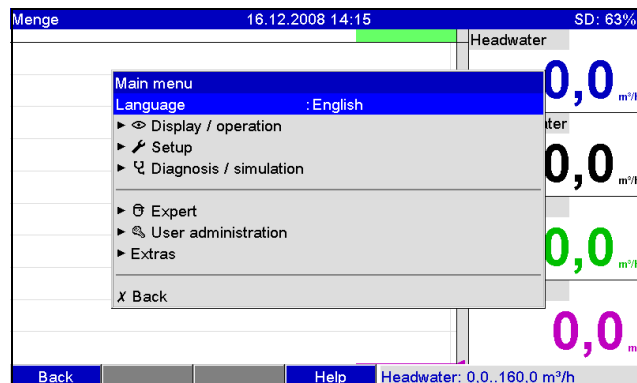 Menge 16.12.2008 14:15 SD: 63%
Headwater
0,0 m³/h
Main menu
Language :English
► Display / operation
► Setup
► Diagnosis / simulation
► Expert
► User administration
► Extras
X Back
ter
0,0 m³/h
0,0 m³/h
0,0 m
Back Help Headwater: 0,0..160,0 m³/h